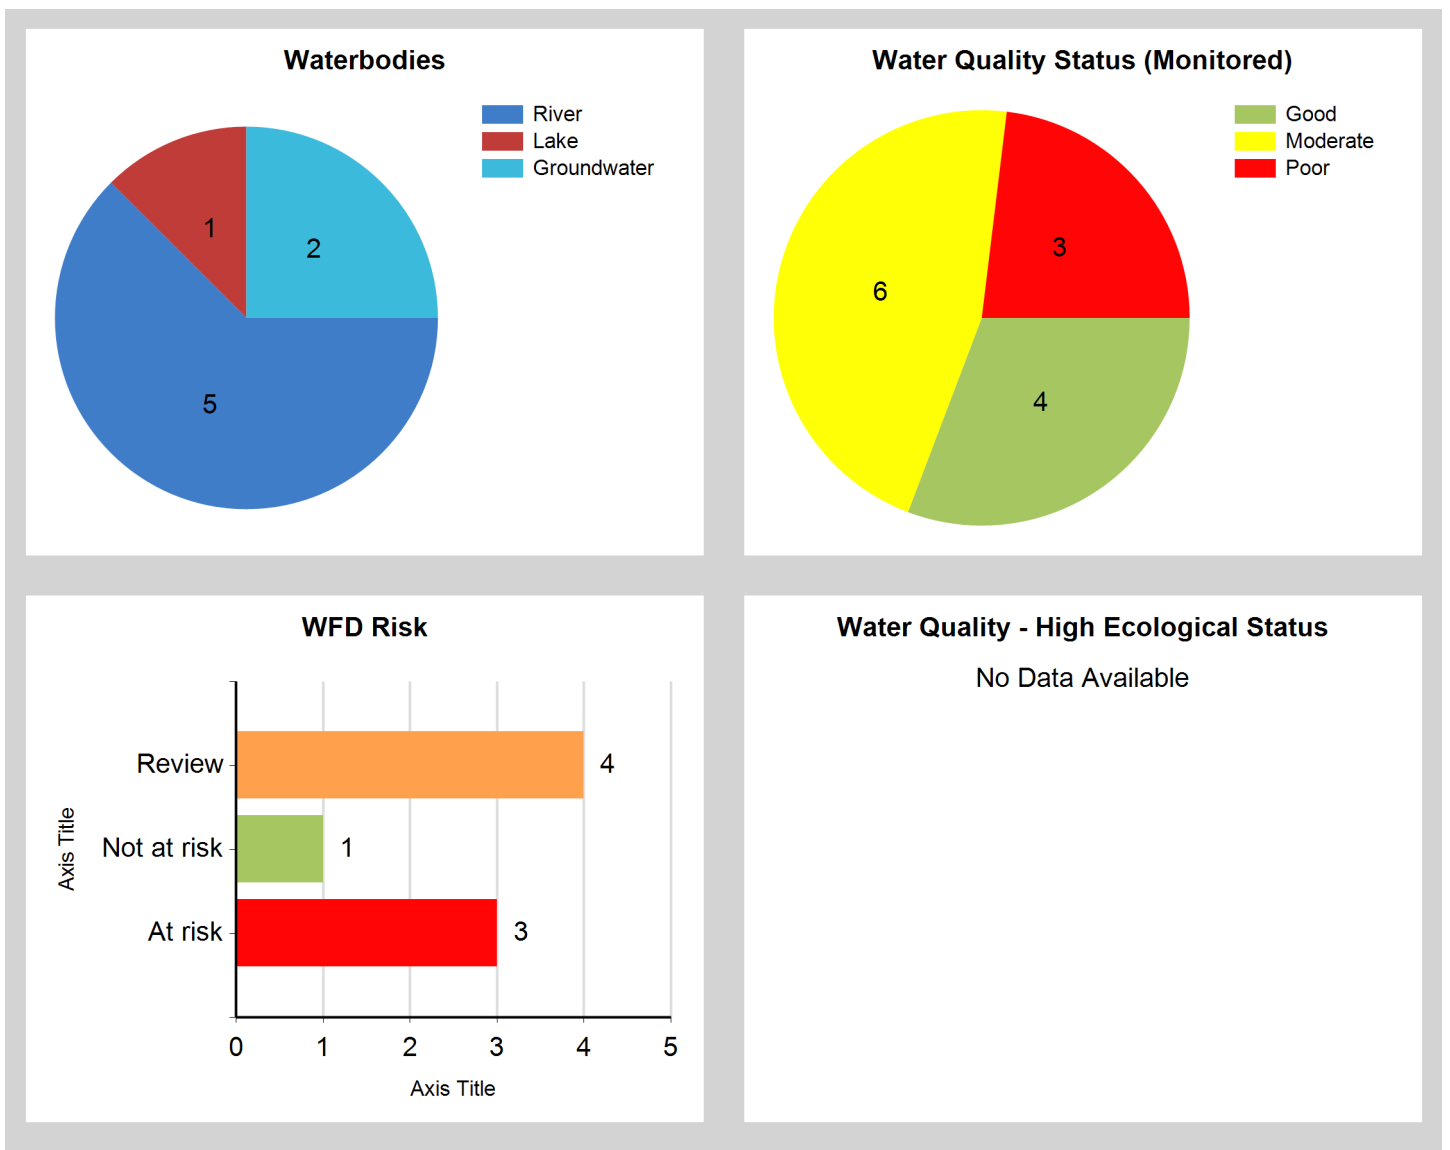 Waterbodies
River
Lake
Groundwater
1
2
5
Water Quality Status (Monitored)
Good
Moderate
Poor
3
6
4
WFD Risk
Review
4
Not at risk
1
At risk
3
Axis Title
0 1 2 3 4 5
Axis Title
Water Quality - High Ecological Status
No Data Available